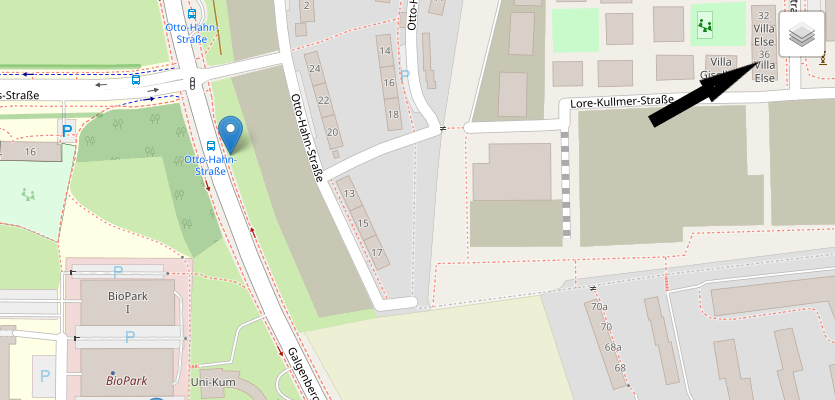 2
Otto-H
32
Villa
Else
36
Villa
Else
Villa
Otto-Hahn-
Straße
14
24
P
16
22
18
20
s-Straße
Lore-Kullmer-Straße
P
16
Otto-Hahn-
Straße
Otto-Hahn-Straße
13
15
17
P
BioPark
I
70a
70
68a
68
P
P
BioPark
Uni-Kum
Galgenberg